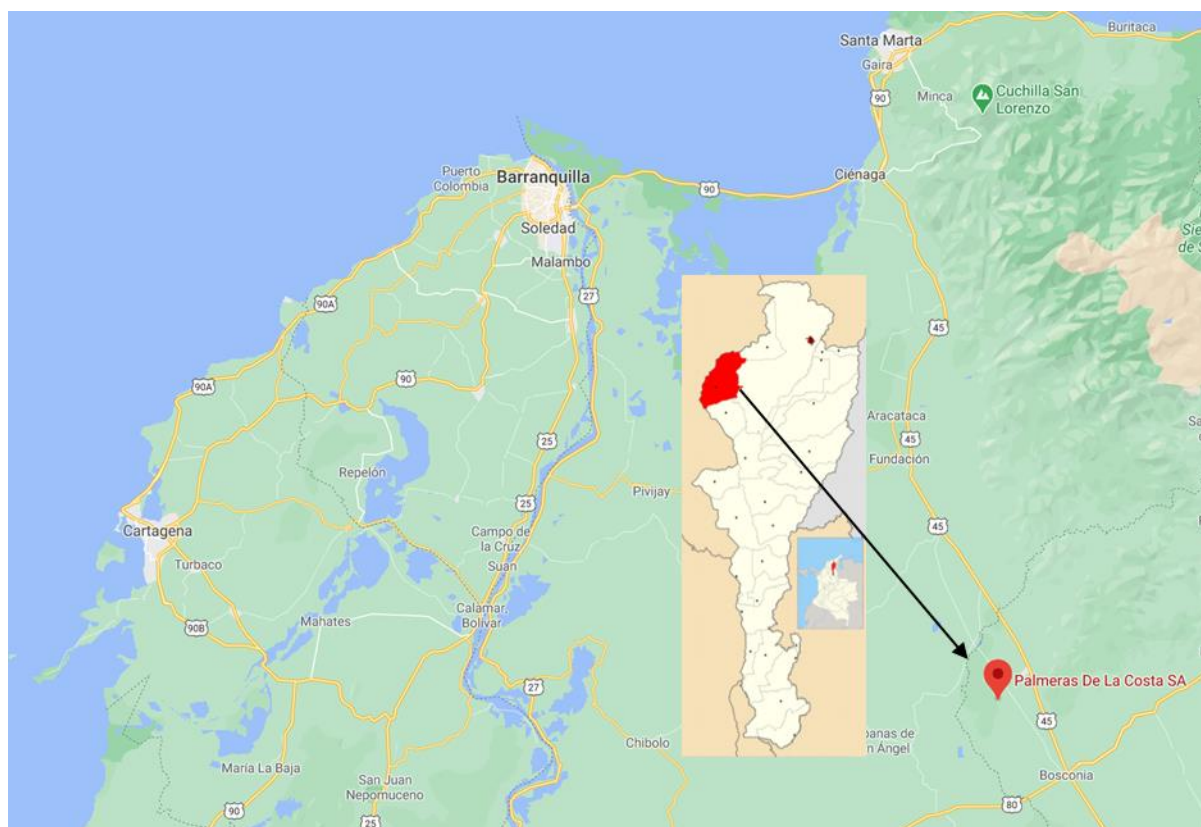 Buritaca
Santa Marta
Gaira
90
Minca
Cuchilla San
Lorenzo
Puerto
Colombia
Barranquilla
90
Ciénaga
Soledad
Malambo
27
90A
45
90A
90
Aracataca
45
25
Fundación
Repelón
Pivijay
25
45
Cartagena
Campo de
la Cruz
Turbaco
Suan
Calamar,
Bolívar
Mahates
90B
Palmeras De La Costa SA
27
45
Chibolo
María La Baja
San Juan
Nepomuceno
Bosconia
90
25
80